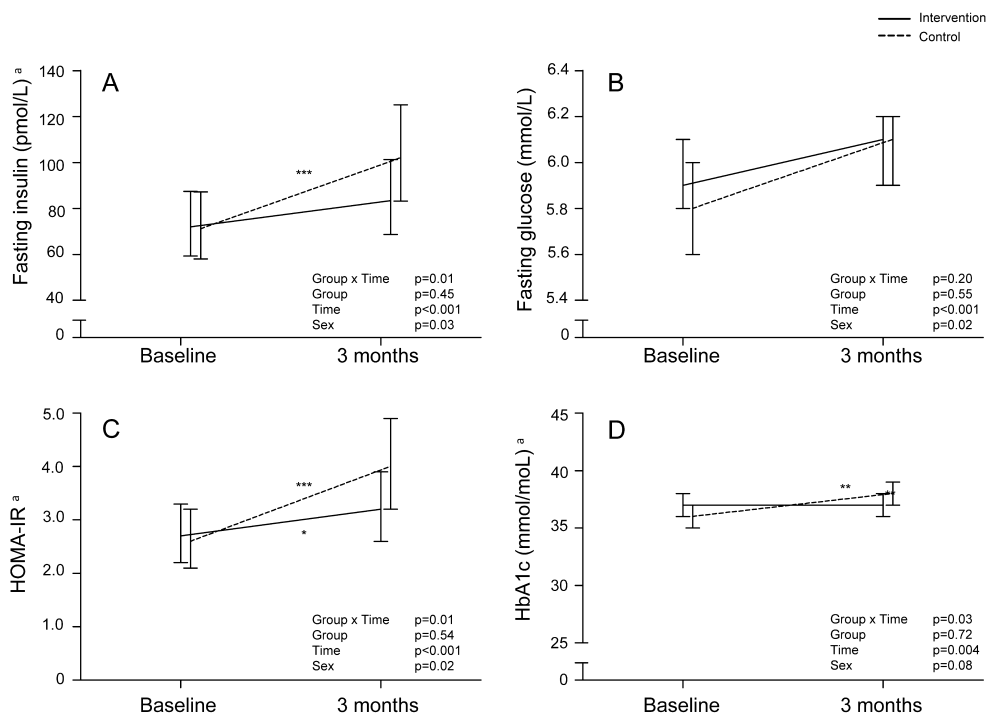 Intervention
Control
A
Fasting insulin (pmol/L) a
140
120
100
80
60
40
0
***
Group x Time p=0.01
Group p=0.45
Time p<0.001
Sex p=0.03
Baseline 3 months
B
Fasting glucose (mmol/L)
6.4
6.2
6.0
5.8
5.6
5.4
0
Group x Time p=0.20
Group p=0.55
Time p<0.001
Sex p=0.02
Baseline 3 months
C
HOMA-IR a
5.0
4.0
3.0
2.0
1.0
0
***
*
Group x Time p=0.01
Group p=0.54
Time p<0.001
Sex p=0.02
Baseline 3 months
D
HbA1c (mmol/moL) a
45
40
35
30
25
0
**
**
Group x Time p=0.03
Group p=0.72
Time p=0.004
Sex p=0.08
Baseline 3 months